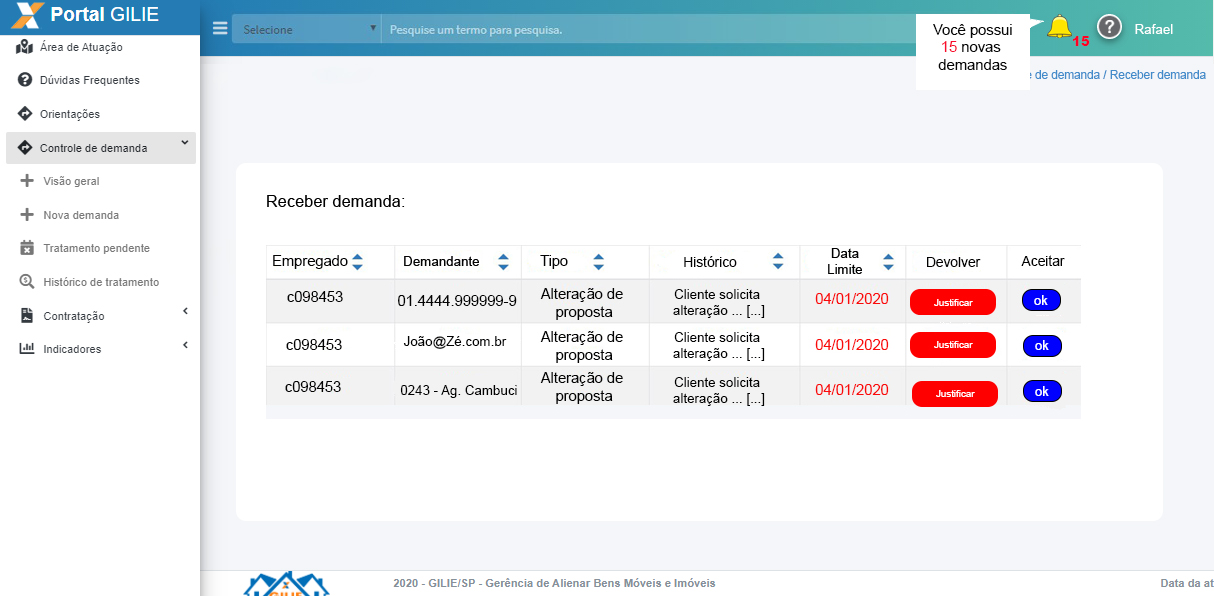 Portal GILIE
Área de Atuação
Dúvidas Frequentes
Orientações
Controle de demanda
Visão geral
Nova demanda
Tratamento pendente
Histórico de tratamento
Contratação
Indicadores
Selecione
Pesquise um termo para pesquisa.
Você possui
15 novas
demandas
15
?
Rafael
e de demanda / Receber demanda
Receber demanda:
Empregado Demandante Tipo Histórico Data Limite Devolver Aceitar
c098453 01.4444.999999-9 Alteração de proposta Cliente solicita alteração ... [...] 04/01/2020 Justificar ok
c098453 João@Zé.com.br Alteração de proposta Cliente solicita alteração ... [...] 04/01/2020 Justificar ok
c098453 0243 - Ag. Cambuci Alteração de proposta Cliente solicita alteração ... [...] 04/01/2020 Justificar ok
GILIE
2020 - GILIE/SP - Gerência de Alienar Bens Móveis e Imóveis
Data da at